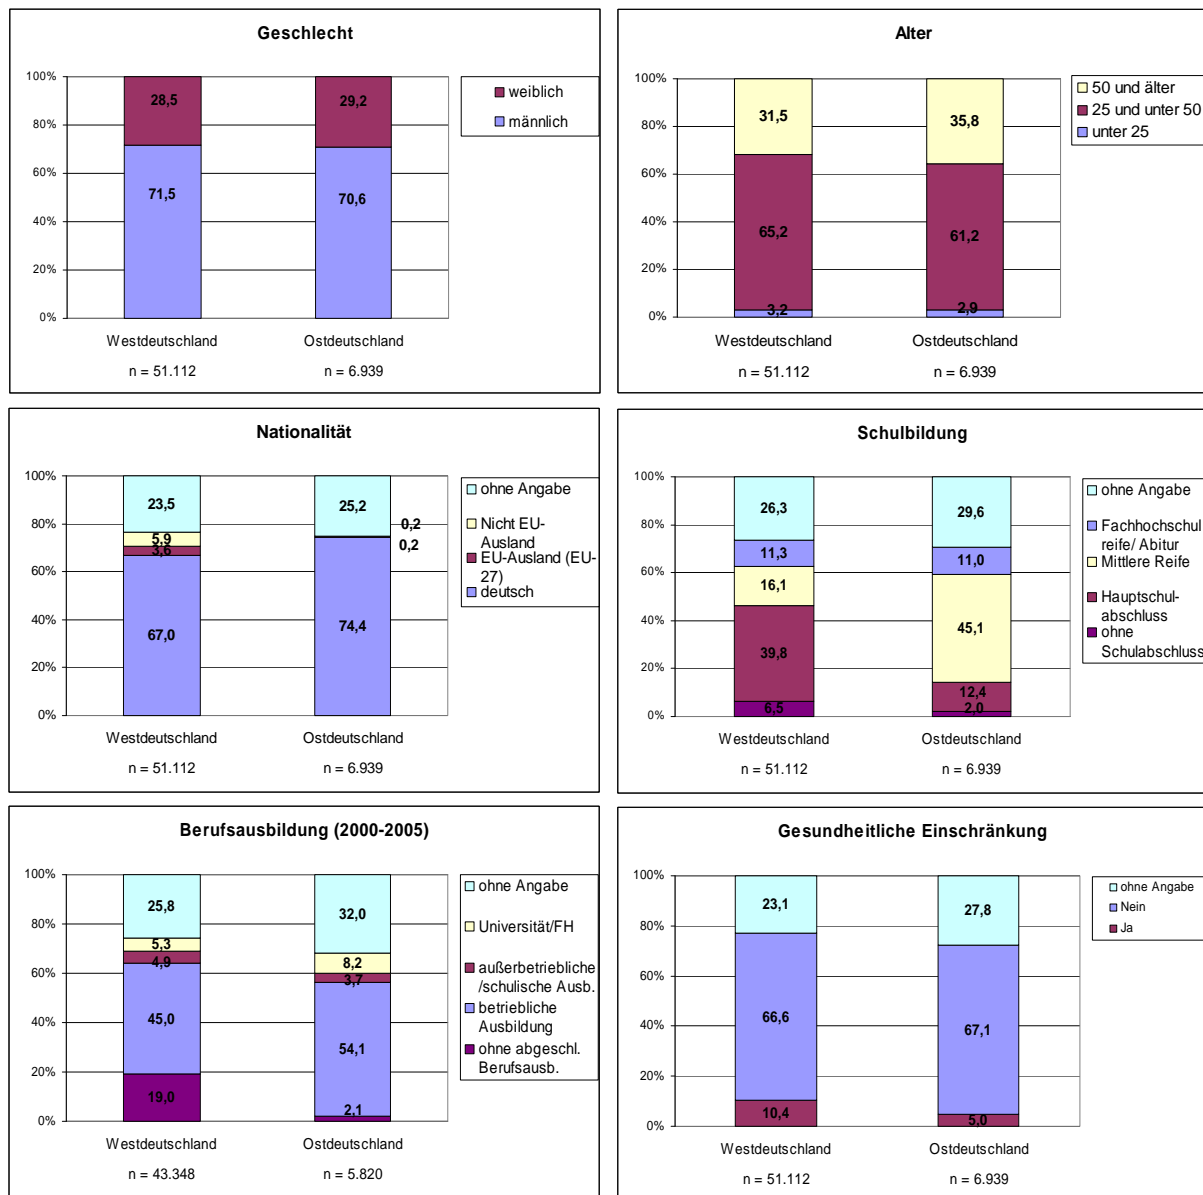 Geschlecht
100%
80%
60%
40%
20%
0%
28,5
29,2
71,5
70,6
weiblich
männlich
Westdeutschland
Ostdeutschland
n = 51.112
n = 6.939
Alter
100%
80%
60%
40%
20%
0%
31,5
35,8
65,2
61,2
3,2
2,9
50 und älter
25 und unter 50
unter 25
Westdeutschland
Ostdeutschland
n = 51.112
n = 6.939
Nationalität
100%
80%
60%
40%
20%
0%
23,5
25,2
5,9
0,2
3,6
0,2
67,0
74,4
ohne Angabe
Nicht EU-
Ausland
EU-Ausland (EU-
27)
deutsch
Westdeutschland
Ostdeutschland
n = 51.112
n = 6.939
Schulbildung
100%
80%
60%
40%
20%
0%
26,3
29,6
11,3
11,0
16,1
45,1
39,8
12,4
6,5
2,0
ohne Angabe
Fachhochschul
reife/ Abitur
Mittlere Reife
Hauptschul-
abschluss
ohne
Schulabschluss
Westdeutschland
Ostdeutschland
n = 51.112
n = 6.939
Berufsausbildung (2000-2005)
100%
80%
60%
40%
20%
0%
25,8
32,0
5,3
8,2
4,9
3,7
45,0
54,1
19,0
2,1
ohne Angabe
Universität/FH
außerbetriebliche
/schulische Ausb.
betriebliche
Ausbildung
ohne abgeschl.
Berufsausb.
Westdeutschland
Ostdeutschland
n = 43.348
n = 5.820
Gesundheitliche Einschränkung
100%
80%
60%
40%
20%
0%
23,1
27,8
66,6
67,1
10,4
5,0
ohne Angabe
Nein
Ja
Westdeutschland
Ostdeutschland
n = 51.112
n = 6.939